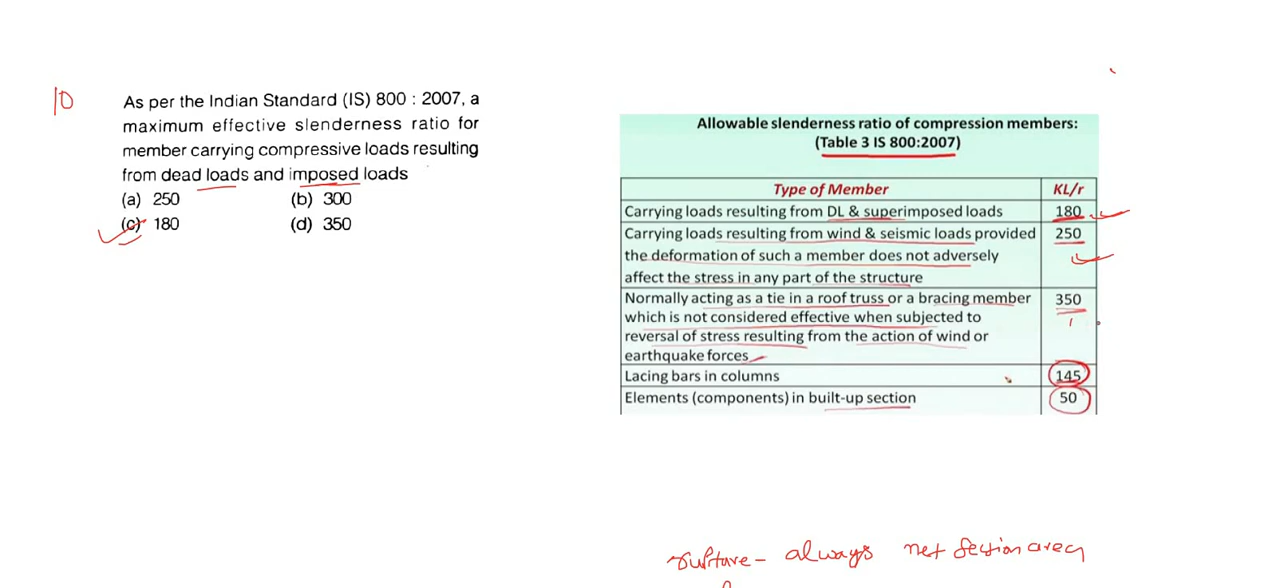 10
As per the Indian Standard (IS) 800 : 2007, a
maximum effective slenderness ratio for
member carrying compressive loads resulting
from dead loads and imposed loads
(a) 250 (b) 300
(c) 180 (d) 350
Allowable slenderness ratio of compression members:
(Table 3 IS 800:2007)
Type of Member KL/r
Carrying loads resulting from DL & superimposed loads 180
Carrying loads resulting from wind & seismic loads provided 250
the deformation of such a member does not adversely
affect the stress in any part of the structure
Normally acting as a tie in a roof truss or a bracing member 350
which is not considered effective when subjected to
reversal of stress resulting from the action of wind or
earthquake forces
Lacing bars in columns 145
Elements (components) in built-up section 50
rupture - always net section area